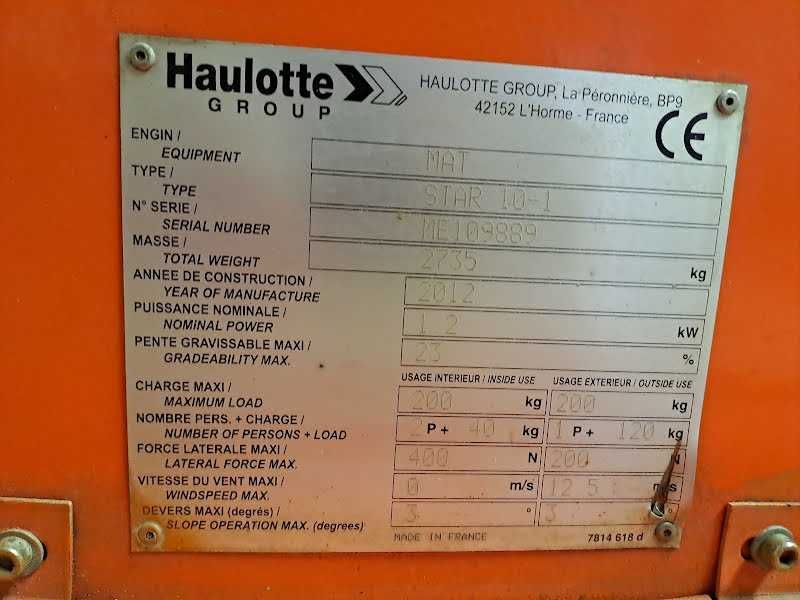 Haulotte
GROUP
HAULOTTE GROUP, La Péronnière, BP9
42152 L'Horme - France
CE
ENGIN /
EQUIPMENT MAT
TYPE /
TYPE STAR 10-1
N° SERIE /
SERIAL NUMBER ME109889
MASSE /
TOTAL WEIGHT 2735 kg
ANNEE DE CONSTRUCTION /
YEAR OF MANUFACTURE 2012
PUISSANCE NOMINALE /
NOMINAL POWER 1 2 kW
PENTE GRAVISSABLE MAXI /
GRADEABILITY MAX. 23 %
USAGE INTERIEUR / INSIDE USE USAGE EXTERIEUR / OUTSIDE USE
CHARGE MAXI /
MAXIMUM LOAD 200 kg 200 kg
NOMBRE PERS. + CHARGE /
NUMBER OF PERSONS + LOAD 2 P + 40 kg 1 P + 120 kg
FORCE LATERALE MAXI /
LATERAL FORCE MAX. 400 N 200 N
VITESSE DU VENT MAXI /
WINDSPEED MAX. 0 m/s 12 5 m/s
DEVERS MAXI (degrés) /
SLOPE OPERATION MAX. (degrees) 3 ° 3 °
MADE IN FRANCE 7814 618 d